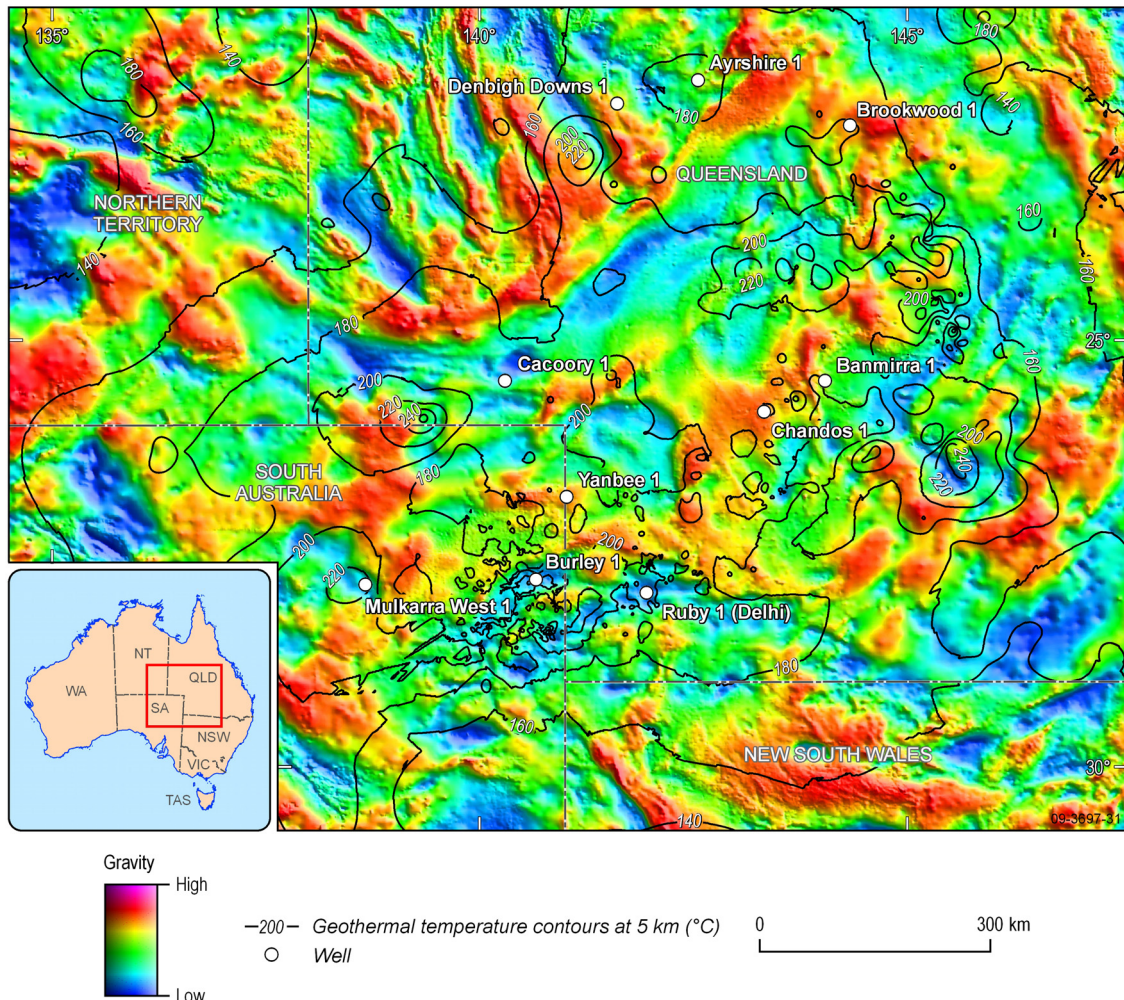 135°
140°
145°
180
140
180
140
160
160
200
220
180
140
160
160
140
180
200
220
200
160
200
220
240
180
200
200
240
220
200
200
220
180
160
140
Ayrshire 1
Denbigh Downs 1
Brookwood 1
QUEENSLAND
NORTHERN
TERRITORY
25°
Cacoory 1
Banmirra 1
Chandos 1
SOUTH
AUSTRALIA
Yanbee 1
Burley 1
Mulkarra West 1
Ruby 1 (Delhi)
NEW SOUTH WALES
30°
09-3697-31
NT
QLD
WA
SA
NSW
VIC
TAS
Gravity
High
Low
—200— Geothermal temperature contours at 5 km (°C)
Well
0
300 km